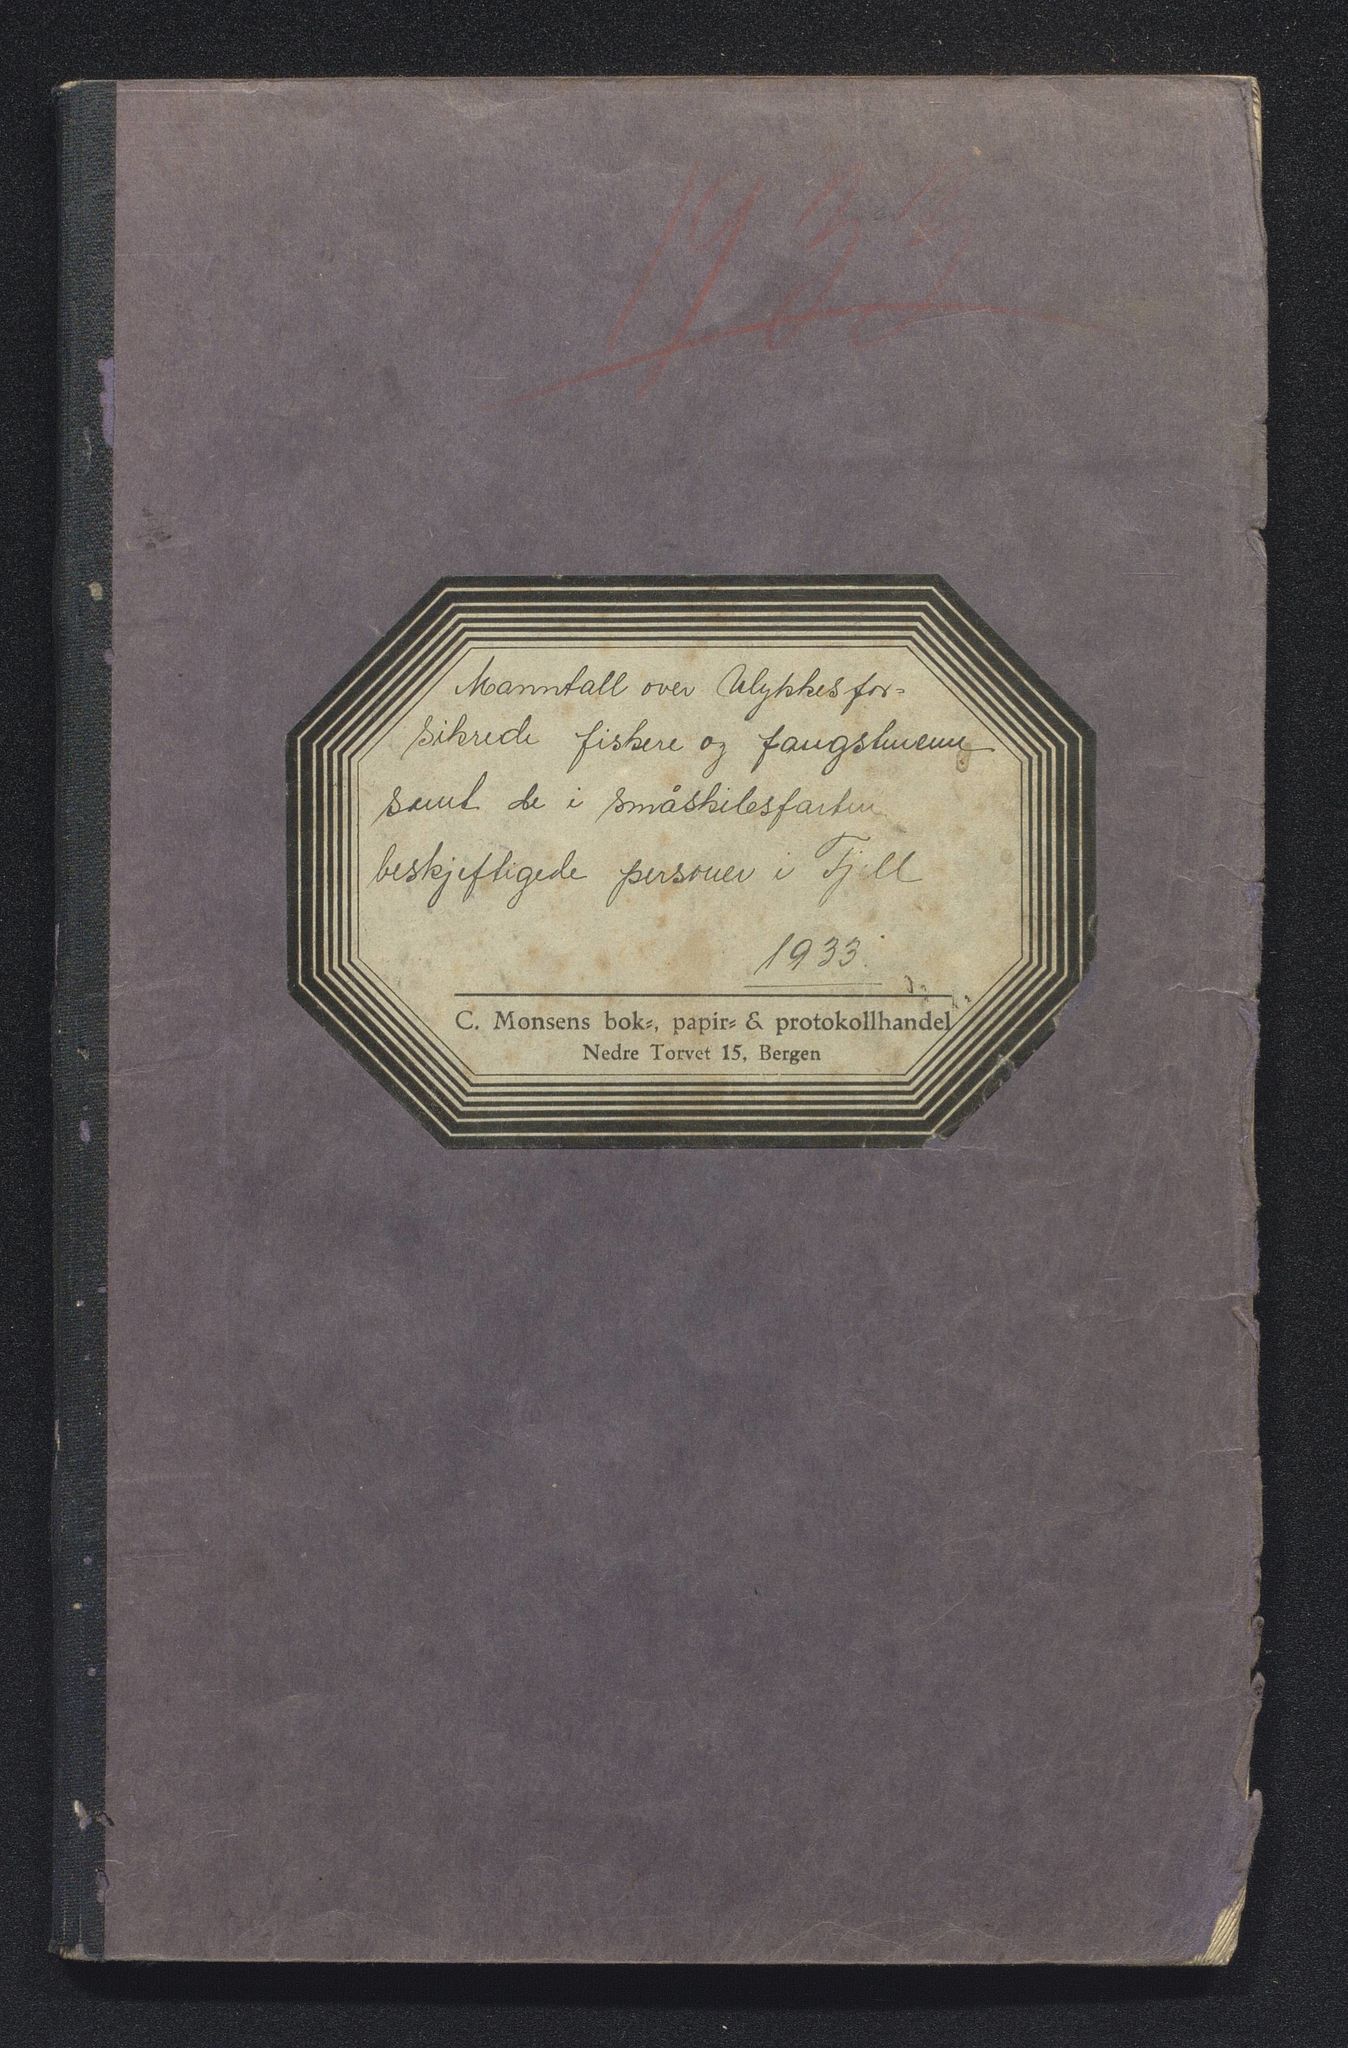 1933
Manntall over Ulykkesfor=
sikrede fiskere og fangstmenn
samt de i småskibsfarten
beskjeftigede personer i Fjell
1933.
C. Monsens bok-, papir- & protokollhandel
Nedre Torvet 15, Bergen